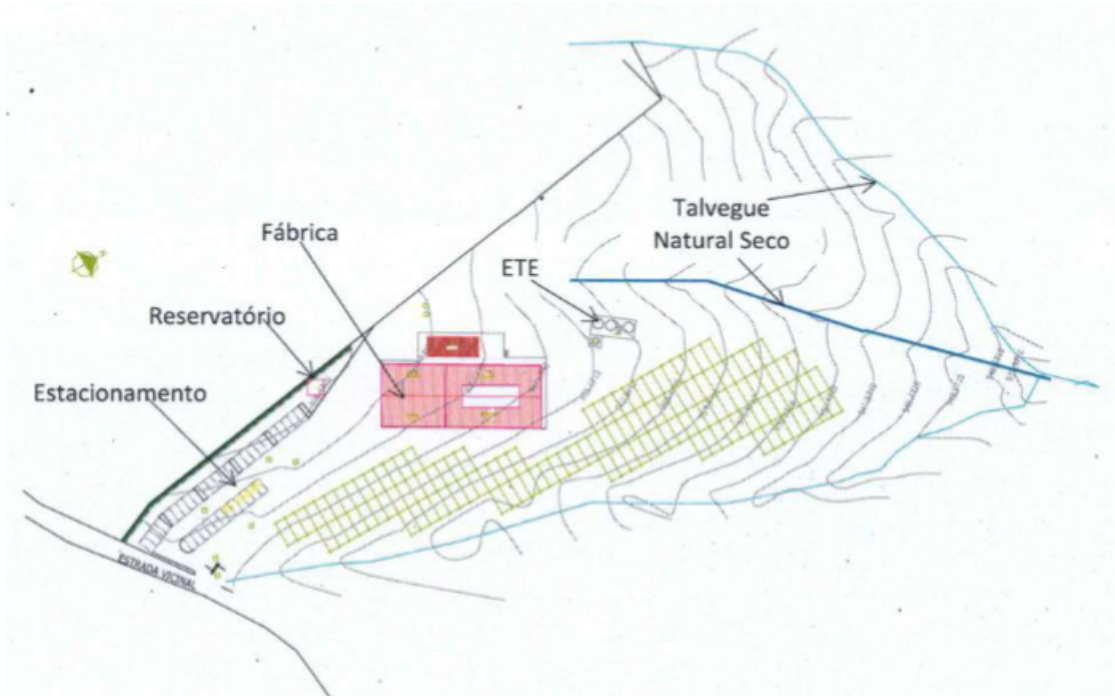 Talvegue
Natural Seco
Fábrica
ETE
Reservatório
Estacionamento
ESTRADA VICINAL